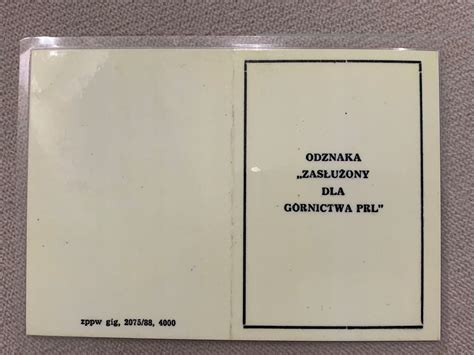 zppw gig, 2075/88, 4000
ODZNAKA
„ZASŁUŻONY
DLA
GÓRNICTWA PRL"